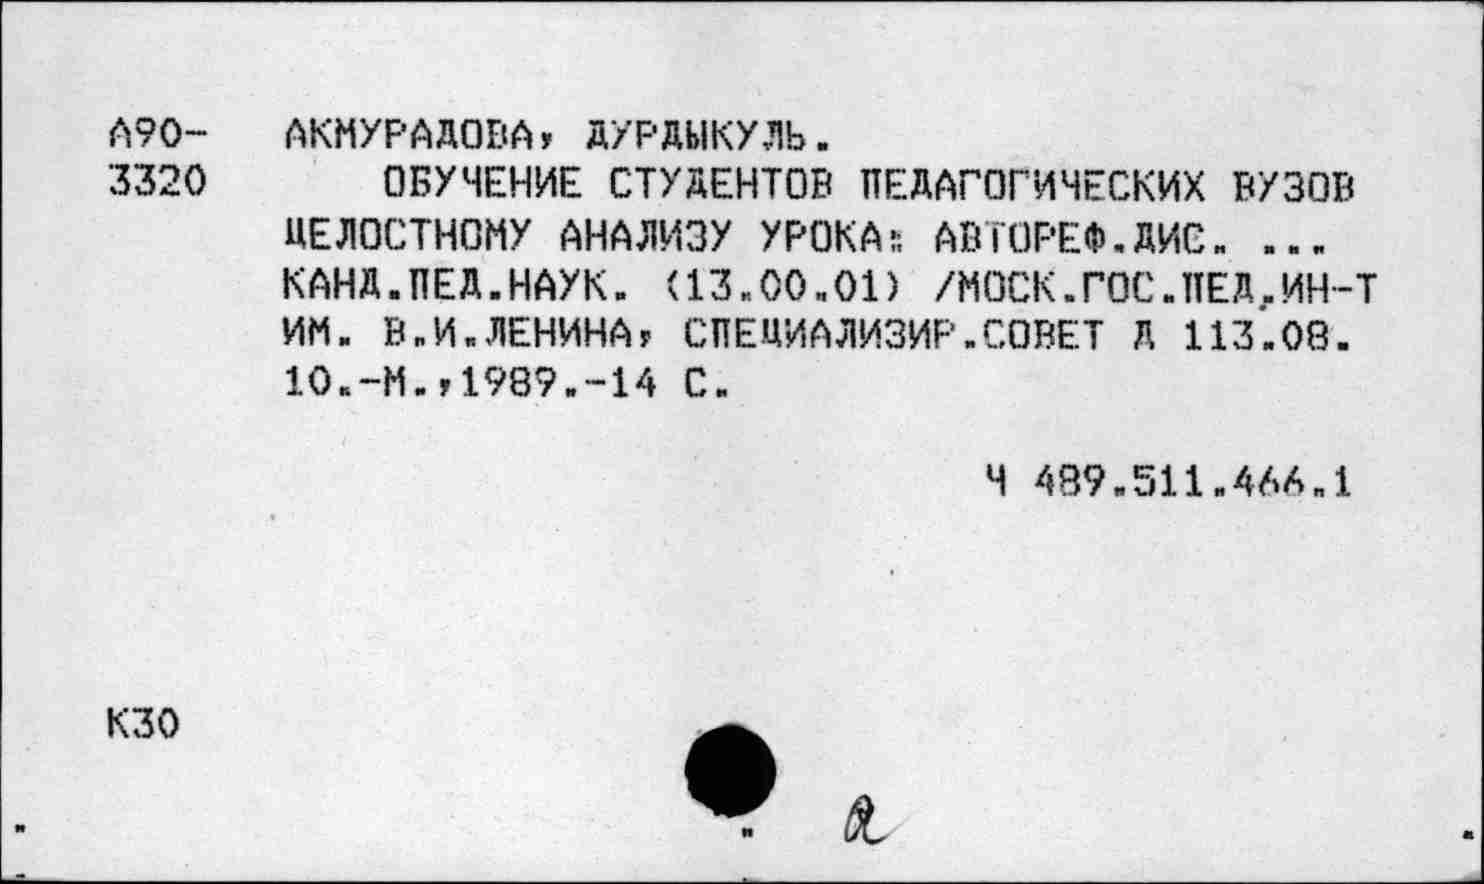 А90- АКМУРАДОВА, ДУРДЫКУЛЬ.
3320 ОБУЧЕНИЕ СТУДЕНТОВ ПЕДАГОГИЧЕСКИХ ВУЗОВ
ЦЕЛОСТНОМУ АНАЛИЗУ УРОКА: АВТОРЕФ.ДИС. ...
КАНД.ПЕД.НАУК. (13.00.01) /МОСК.ГОС.ПЕД.ИН-Т
ИМ. В.И.ЛЕНИНА, СПЕЦИАЛИЗИР.СОВЕТ Д 113.08.
10.-М.,1989.-14 С.
Ч 489.511.466.1
К30